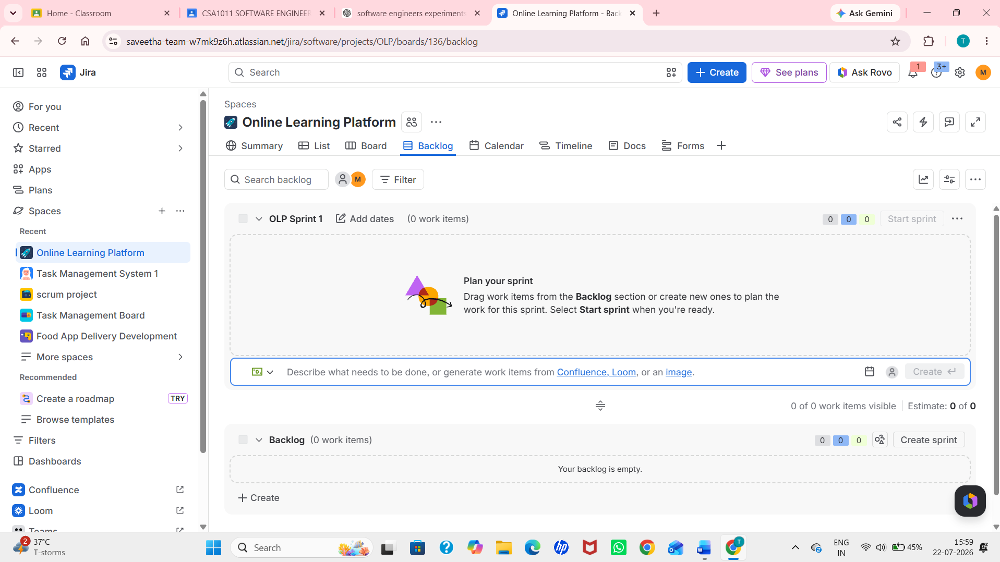 Home - Classroom
CSA1011 SOFTWARE ENGINEER
software engineers experiments
Online Learning Platform - Back
Ask Gemini
saveetha-team-w7mk9z6h.atlassian.net/jira/software/projects/OLP/boards/136/backlog
T
Jira
Search
Create
See plans
Ask Rovo
1
3+
M
For you
Recent
Starred
Apps
Plans
Spaces
Recent
Online Learning Platform
Task Management System 1
scrum project
Task Management Board
Food App Delivery Development
More spaces
Recommended
Create a roadmap
TRY
Browse templates
Filters
Dashboards
Confluence
Loom
Teams
Spaces
Online Learning Platform
Summary
List
Board
Backlog
Calendar
Timeline
Docs
Forms
Search backlog
M
Filter
OLP Sprint 1
Add dates
(0 work items)
0 0 0
Start sprint
Plan your sprint
Drag work items from the Backlog section or create new ones to plan the
work for this sprint. Select Start sprint when you're ready.
Describe what needs to be done, or generate work items from Confluence, Loom, or an image.
Create
0 of 0 work items visible
Estimate: 0 of 0
Backlog (0 work items)
0 0 0
Create sprint
Your backlog is empty.
Create
2
37°C
T-storms
Search
T
ENG
IN
45%
15:59
22-07-2026